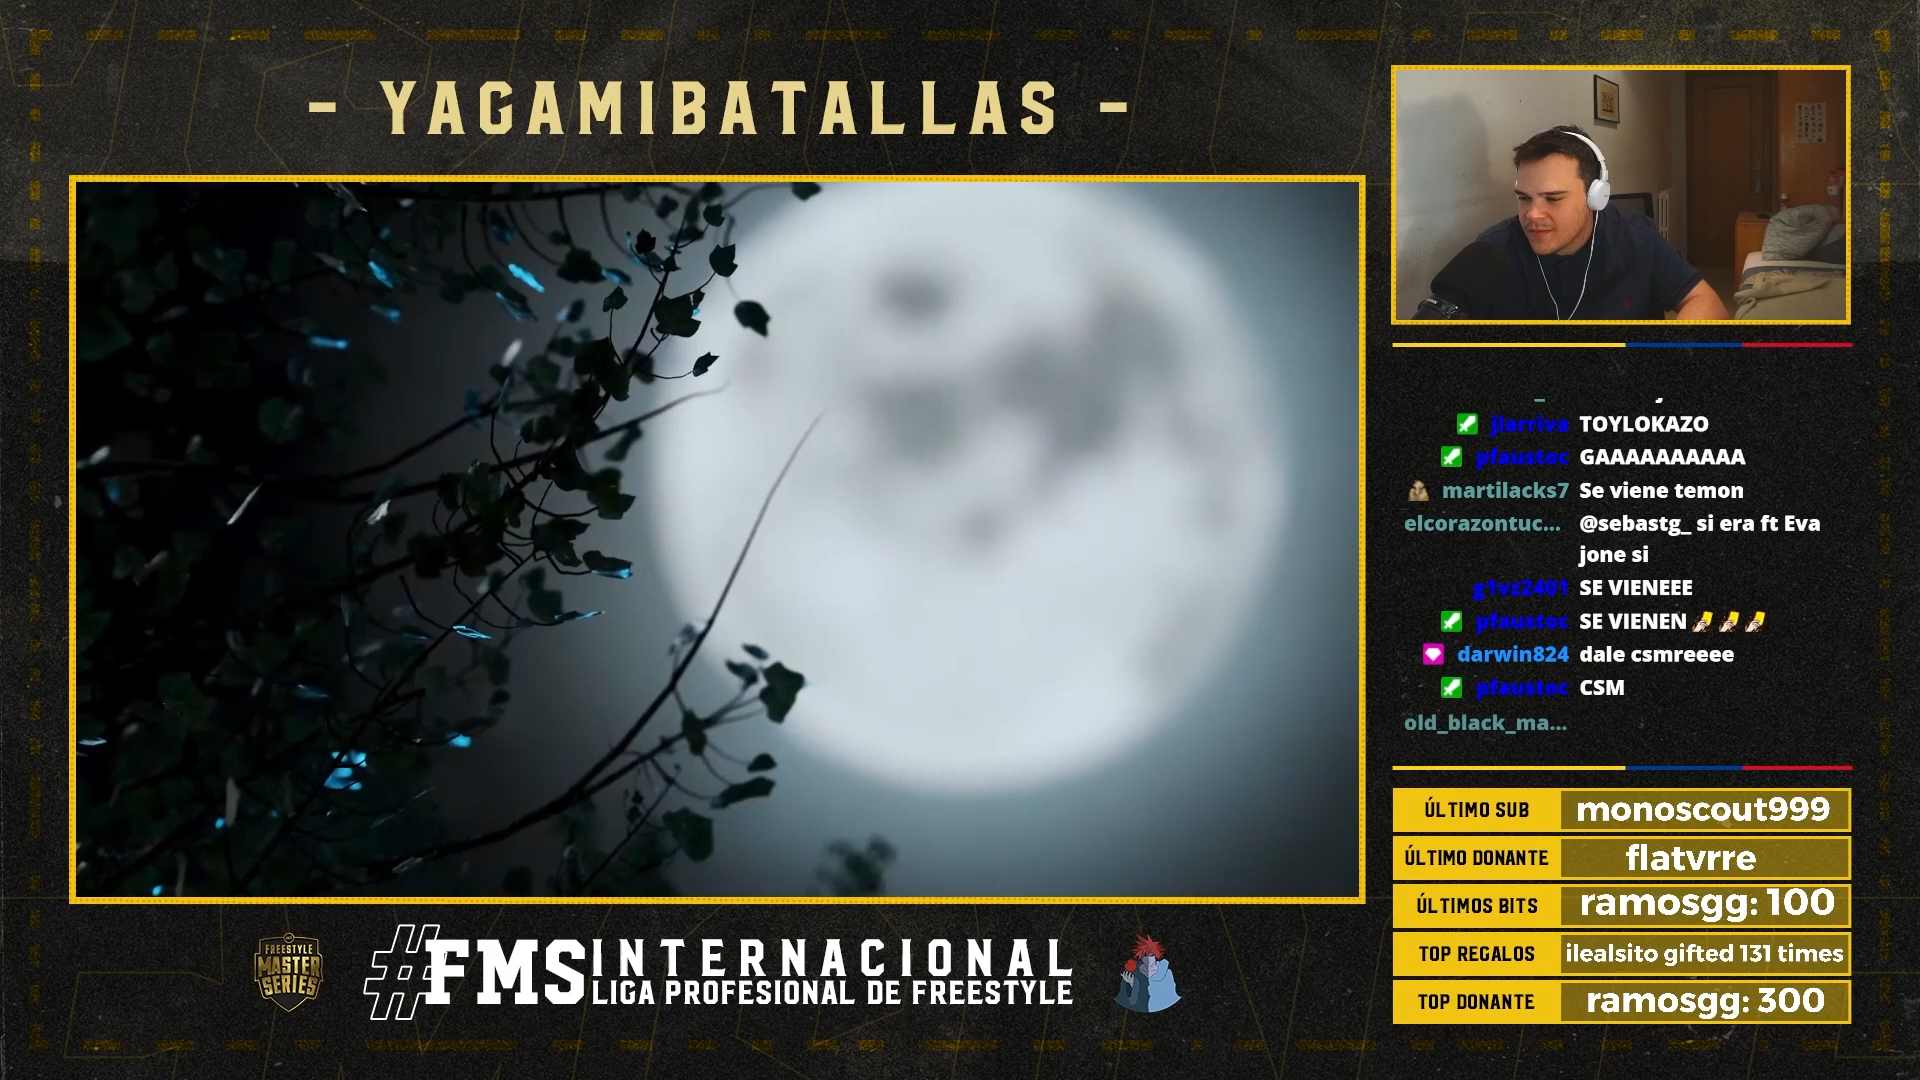 - YAGAMIBATALLAS -
jlarriva TOYLOKAZO
pfaustoc GAAAAAAAAAA
martilacks7 Se viene temon
elcorazontuc... @sebastg_ si era ft Eva
jone si
g1vz2401 SE VIENEEE
pfaustoc SE VIENEN
darwin824 dale csmreeee
pfaustoc CSM
old_black_ma...
ÚLTIMO SUB monoscout999
ÚLTIMO DONANTE flatvrre
ÚLTIMOS BITS ramosgg: 100
TOP REGALOS ilealsito gifted 131 times
TOP DONANTE ramosgg: 300
FREESTYLE
MASTER
SERIES
#FMS INTERNACIONAL
LIGA PROFESIONAL DE FREESTYLE